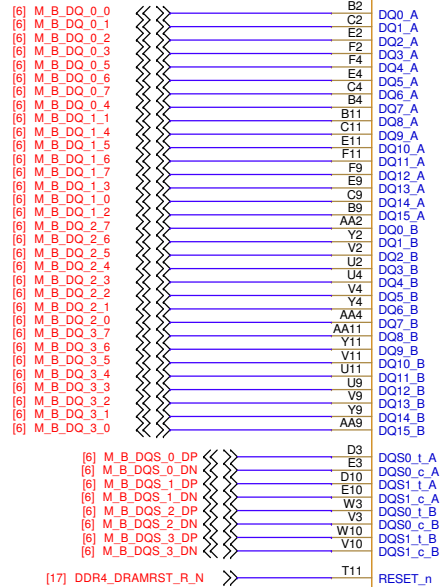 [6] M_B_DQ_0_0 B2 DQ0_A
[6] M_B_DQ_0_1 C2 DQ1_A
[6] M_B_DQ_0_2 E2 DQ2_A
[6] M_B_DQ_0_3 F2 DQ3_A
[6] M_B_DQ_0_5 F4 DQ4_A
[6] M_B_DQ_0_6 E4 DQ5_A
[6] M_B_DQ_0_7 C4 DQ6_A
[6] M_B_DQ_0_4 B4 DQ7_A
[6] M_B_DQ_1_1 B11 DQ8_A
[6] M_B_DQ_1_4 C11 DQ9_A
[6] M_B_DQ_1_5 E11 DQ10_A
[6] M_B_DQ_1_6 F11 DQ11_A
[6] M_B_DQ_1_7 F9 DQ12_A
[6] M_B_DQ_1_3 E9 DQ13_A
[6] M_B_DQ_1_0 C9 DQ14_A
[6] M_B_DQ_1_2 B9 DQ15_A
[6] M_B_DQ_2_7 AA2 DQ0_B
[6] M_B_DQ_2_6 Y2 DQ1_B
[6] M_B_DQ_2_5 V2 DQ2_B
[6] M_B_DQ_2_4 U2 DQ3_B
[6] M_B_DQ_2_3 U4 DQ4_B
[6] M_B_DQ_2_2 V4 DQ5_B
[6] M_B_DQ_2_1 Y4 DQ6_B
[6] M_B_DQ_2_0 AA4 DQ7_B
[6] M_B_DQ_3_7 AA11 DQ8_B
[6] M_B_DQ_3_6 Y11 DQ9_B
[6] M_B_DQ_3_5 V11 DQ10_B
[6] M_B_DQ_3_4 U11 DQ11_B
[6] M_B_DQ_3_3 U9 DQ12_B
[6] M_B_DQ_3_2 V9 DQ13_B
[6] M_B_DQ_3_1 Y9 DQ14_B
[6] M_B_DQ_3_0 AA9 DQ15_B
[6] M_B_DQS_0_DP D3 DQS0_t_A
[6] M_B_DQS_0_DN E3 DQS0_c_A
[6] M_B_DQS_1_DP D10 DQS1_t_A
[6] M_B_DQS_1_DN E10 DQS1_c_A
[6] M_B_DQS_2_DP W3 DQS0_t_B
[6] M_B_DQS_2_DN V3 DQS0_c_B
[6] M_B_DQS_3_DP W10 DQS1_t_B
[6] M_B_DQS_3_DN V10 DQS1_c_B
[17] DDR4_DRAMRST_R_N T11 RESET_n